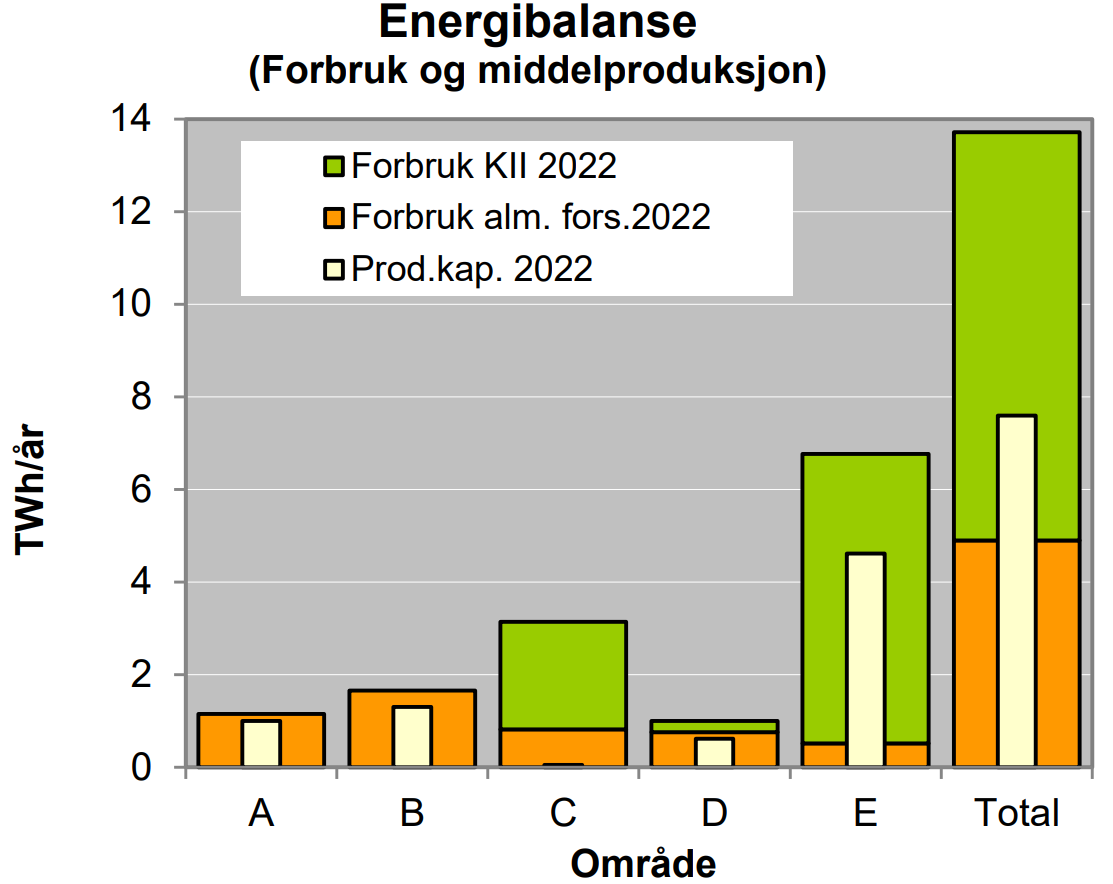 Energibalanse
(Forbruk og middelproduksjon)
14
12
10
8
6
4
2
0
TWh/år
Forbruk KII 2022
Forbruk alm. fors.2022
Prod.kap. 2022
A B C D E Total
Område